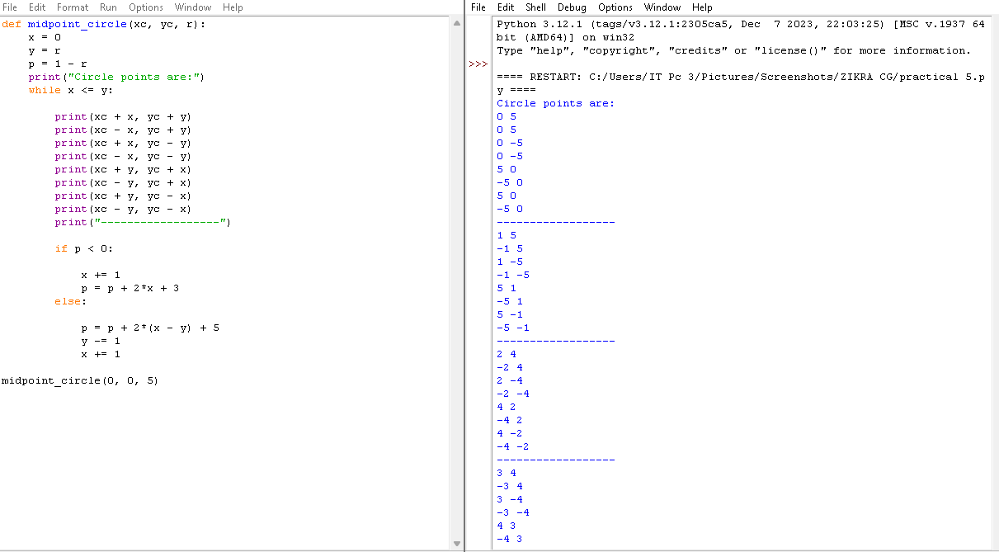 File Edit Format Run Options Window Help
def midpoint_circle(xc, yc, r):
    x = 0
    y = r
    p = 1 - r
    print("Circle points are:")
    while x <= y:

        print(xc + x, yc + y)
        print(xc - x, yc + y)
        print(xc + x, yc - y)
        print(xc - x, yc - y)
        print(xc + y, yc + x)
        print(xc - y, yc + x)
        print(xc + y, yc - x)
        print(xc - y, yc - x)
        print("------------------")

        if p < 0:

            x += 1
            p = p + 2*x + 3
        else:

            p = p + 2*(x - y) + 5
            y -= 1
            x += 1

midpoint_circle(0, 0, 5)
File Edit Shell Debug Options Window Help
Python 3.12.1 (tags/v3.12.1:2305ca5, Dec  7 2023, 22:03:25) [MSC v.1937 64
bit (AMD64)] on win32
Type "help", "copyright", "credits" or "license()" for more information.
>>>
==== RESTART: C:/Users/IT Pc 3/Pictures/Screenshots/ZIKRA CG/practical 5.p
y ====
Circle points are:
0 5
0 5
0 -5
0 -5
5 0
-5 0
5 0
-5 0
------------------
1 5
-1 5
1 -5
-1 -5
5 1
-5 1
5 -1
-5 -1
------------------
2 4
-2 4
2 -4
-2 -4
4 2
-4 2
4 -2
-4 -2
------------------
3 4
-3 4
3 -4
-3 -4
4 3
-4 3